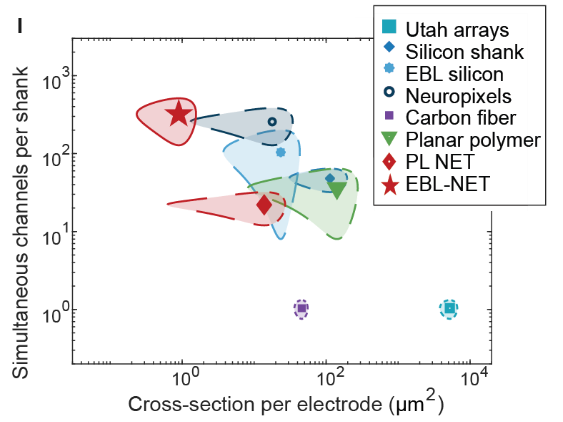 I
Utah arrays
Silicon shank
EBL silicon
Neuropixels
Carbon fiber
Planar polymer
PL NET
EBL-NET
Simultaneous channels per shank
10³
10²
10¹
10⁰
10⁰
10²
10⁴
Cross-section per electrode (µm²)